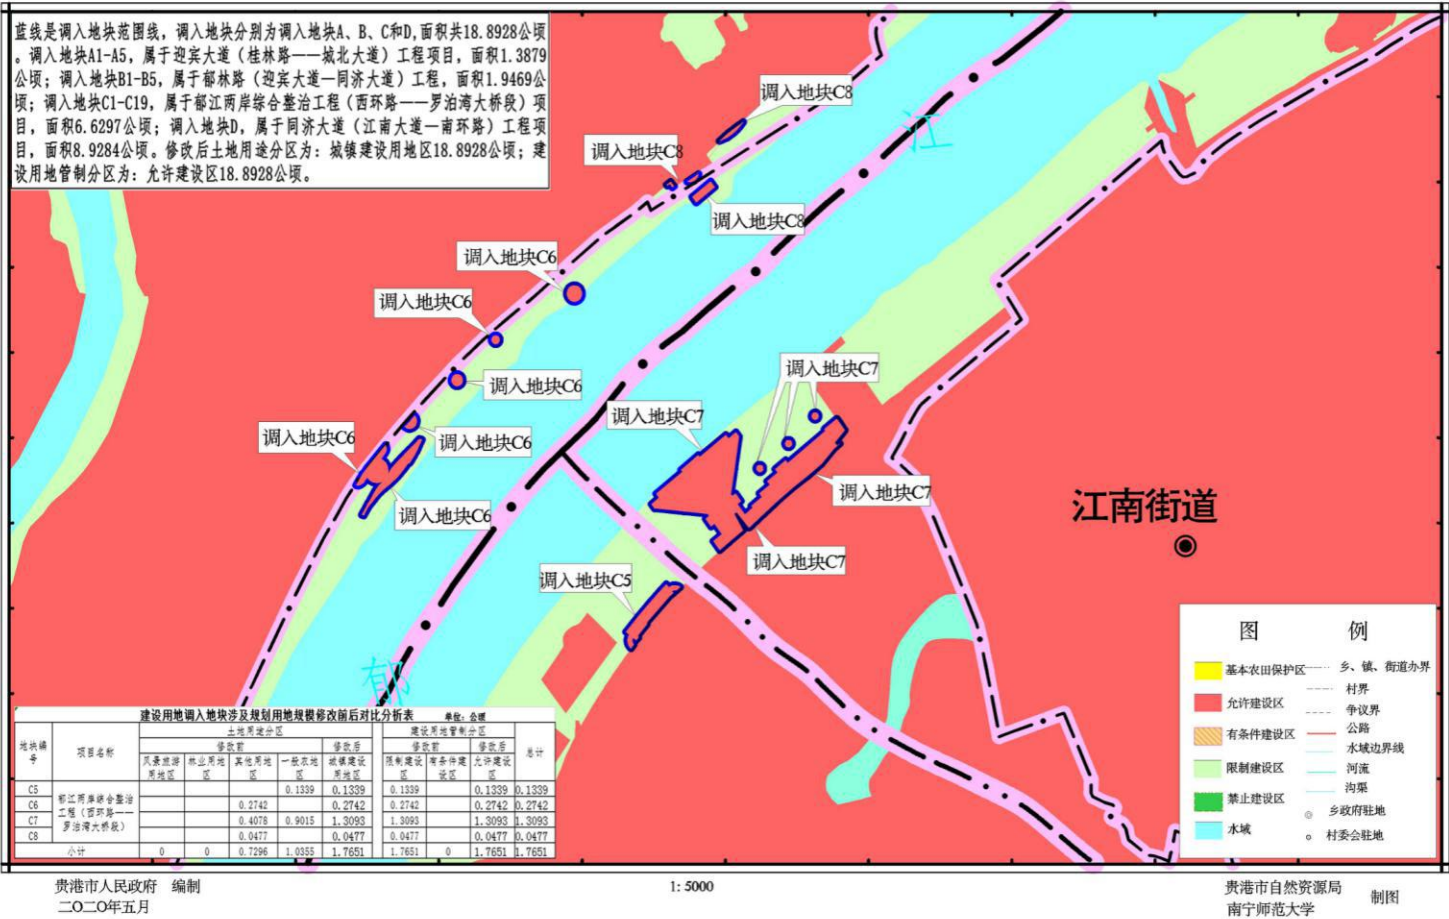 蓝线是调入地块范围线，调入地块分别为调入地块A、B、C和D,面积共18.8928公顷
。调入地块A1-A5，属于迎宾大道（桂林路——城北大道）工程项目，面积1.3879
公顷；调入地块B1-B5，属于郁林路（迎宾大道—同济大道）工程，面积1.9469公
顷；调入地块C1-C19，属于郁江两岸综合整治工程（西环路——罗泊湾大桥段）项
目，面积6.6297公顷；调入地块D，属于同济大道（江南大道—南环路）工程项
目，面积8.9284公顷。修改后土地用途分区为：城镇建设用地区18.8928公顷；建
设用地管制分区为：允许建设区18.8928公顷。
调入地块C8
江
调入地块C8
调入地块C8
调入地块C6
调入地块C6
调入地块C7
调入地块C6
调入地块C7
调入地块C6
调入地块C6
调入地块C7
调入地块C6
江南街道
调入地块C7
调入地块C5
郁
图 例
基本农田保护区
允许建设区
有条件建设区
限制建设区
禁止建设区
水域
乡、镇、街道办界
村界
争议界
公路
水域边界线
河流
沟渠
乡政府驻地
村委会驻地
建设用地调入地块涉及规划用地规模修改前后对比分析表 单位：公顷
地块编号 项目名称 土地用途分区 建设用地管制分区 总计
修改前 修改后 修改前 修改后
风景旅游用地区 林业用地区 其他用地区 一般农地区 城镇建设用地区 限制建设区 有条件建设区 允许建设区
C5 0.1339 0.1339 0.1339 0.1339 0.1339
郁江两岸综合整治工程（西环路——罗泊湾大桥段）
C6 0.2742 0.2742 0.2742 0.2742 0.2742
C7 0.4078 0.9015 1.3093 1.3093 1.3093 1.3093
C8 0.0477 0.0477 0.0477 0.0477 0.0477
小计 0 0 0.7296 1.0355 1.7651 1.7651 0 1.7651 1.7651
贵港市人民政府 编制
二〇二〇年五月
1:5000
贵港市自然资源局
南宁师范大学
制图